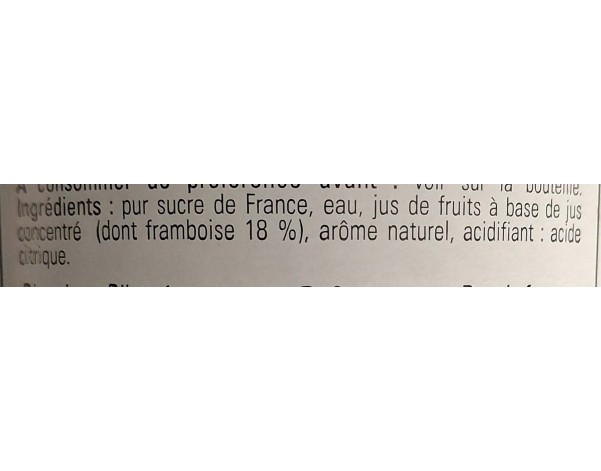 A consommer de préférence avant : voir sur la bouteille.
Ingrédients : pur sucre de France, eau, jus de fruits à base de jus
concentré (dont framboise 18 %), arôme naturel, acidifiant : acide
citrique.